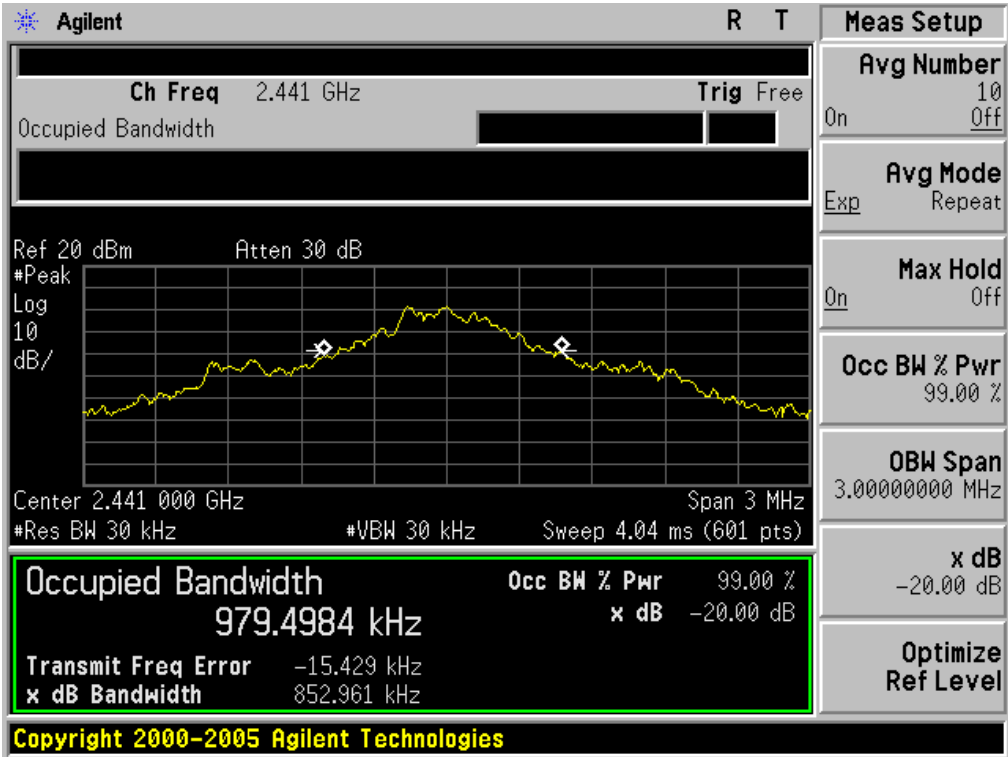 Agilent R T
Ch Freq 2.441 GHz Trig Free
Occupied Bandwidth
Ref 20 dBm Atten 30 dB
#Peak
Log
10
dB/
Center 2.441 000 GHz Span 3 MHz
#Res BW 30 kHz #VBW 30 kHz Sweep 4.04 ms (601 pts)
Occupied Bandwidth Occ BW % Pwr 99.00 %
979.4984 kHz x dB -20.00 dB
Transmit Freq Error -15.429 kHz
x dB Bandwidth 852.961 kHz
Copyright 2000-2005 Agilent Technologies
Meas Setup
Avg Number
10
On Off
Avg Mode
Exp Repeat
Max Hold
On Off
Occ BW % Pwr
99.00 %
OBW Span
3.00000000 MHz
x dB
-20.00 dB
Optimize
Ref Level